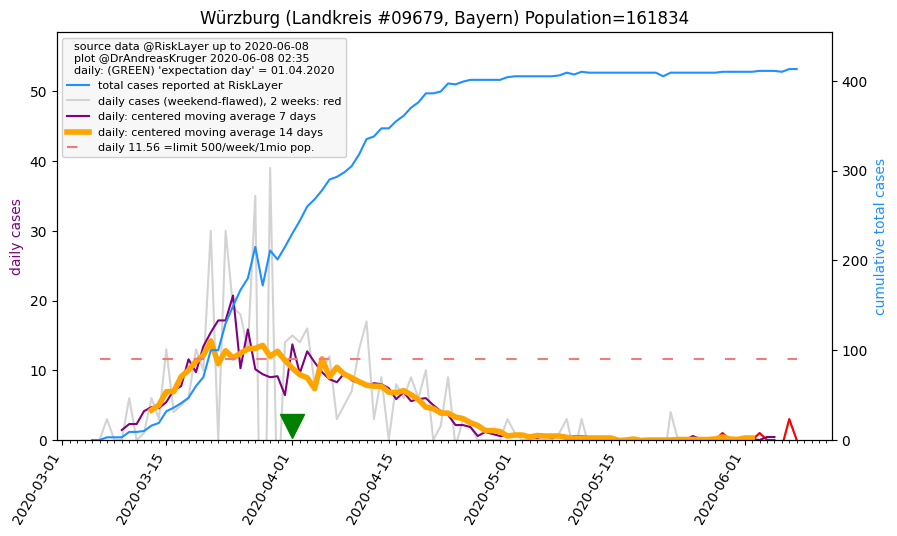 Würzburg (Landkreis #09679, Bayern) Population=161834
source data @RiskLayer up to 2020-06-08
plot @DrAndreasKruger 2020-06-08 02:35
daily: (GREEN) 'expectation day' = 01.04.2020
total cases reported at RiskLayer
daily cases (weekend-flawed), 2 weeks: red
daily: centered moving average 7 days
daily: centered moving average 14 days
daily 11.56 =limit 500/week/1mio pop.
daily cases
50
40
30
20
10
0
cumulative total cases
400
300
200
100
0
2020-03-01
2020-03-15
2020-04-01
2020-04-15
2020-05-01
2020-05-15
2020-06-01